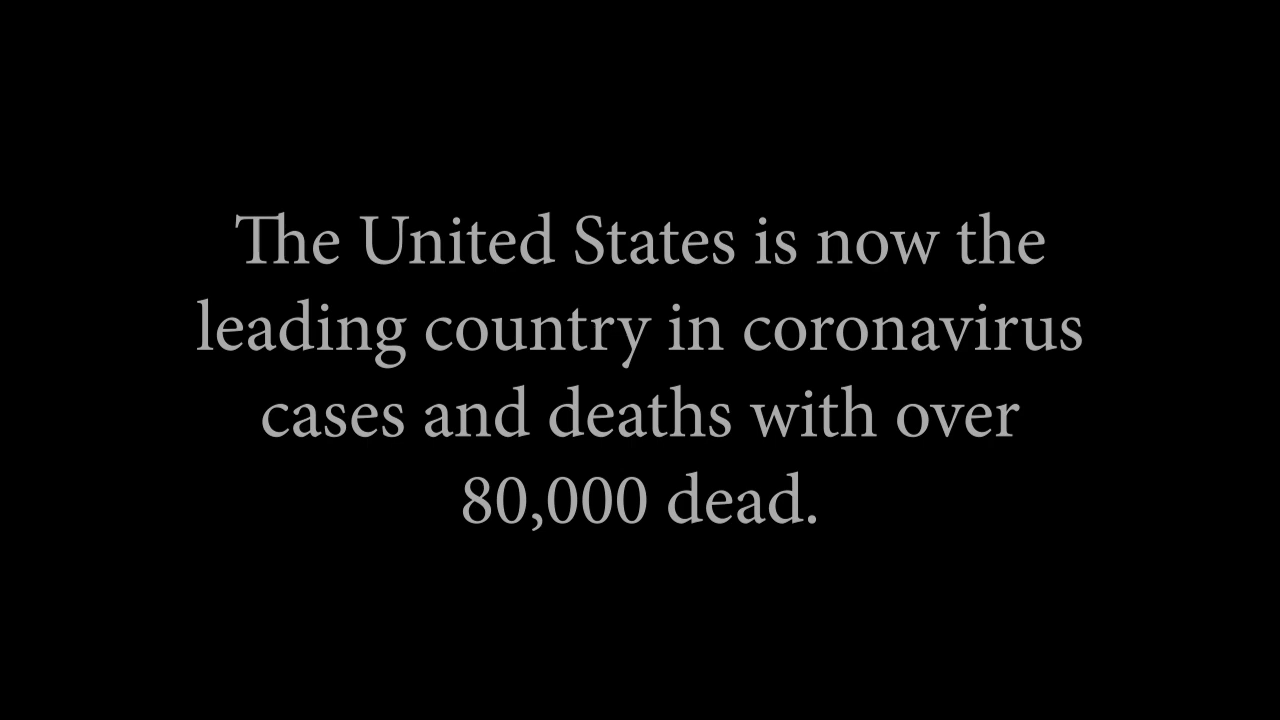 The United States is now the
leading country in coronavirus
cases and deaths with over
80,000 dead.